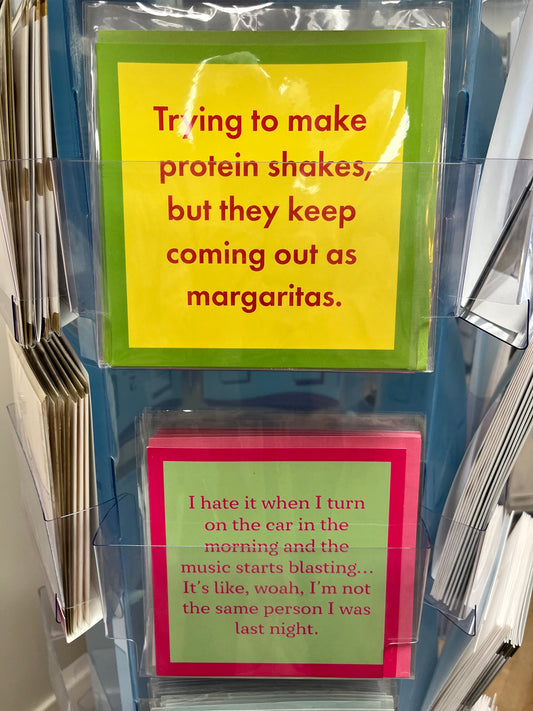 Trying to make
protein shakes,
but they keep
coming out as
margaritas.
I hate it when I turn
on the car in the
morning and the
music starts blasting...
It's like, woah, I'm not
the same person I was
last night.